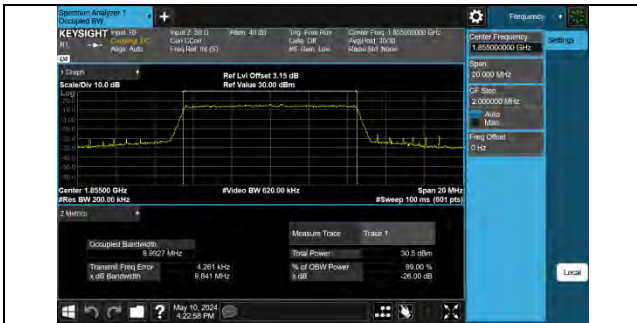 Spectrum Analyzer 1
Occupied BW
Frequency
KEYSIGHT Input: RF
Coupling: DC
Align: Auto
Input Z: 50 Ω
Corr CCorr
Freq Ref: Int (S)
Atten: 40 dB
Trig: Free Run
Gate: Off
#IF Gain: Low
Center Freq: 1.855000000 GHz
Avg|Hold: 30/30
Radio Std: None
Center Frequency
1.855000000 GHz
Settings
Span
20.000 MHz
CF Step
2.000000 MHz
Auto
Man
Freq Offset
0 Hz
1 Graph
Scale/Div 10.0 dB
Ref Lvl Offset 3.15 dB
Ref Value 30.00 dBm
Log
Center 1.85500 GHz
#Video BW 620.00 kHz
Span 20 MHz
#Res BW 200.00 kHz
#Sweep 100 ms (601 pts)
2 Metrics
Measure Trace
Trace 1
Occupied Bandwidth
8.9927 MHz
Total Power
30.5 dBm
Transmit Freq Error
4.261 kHz
% of OBW Power
99.00 %
x dB Bandwidth
9.841 MHz
x dB
-26.00 dB
Local
May 10, 2024
4:22:58 PM